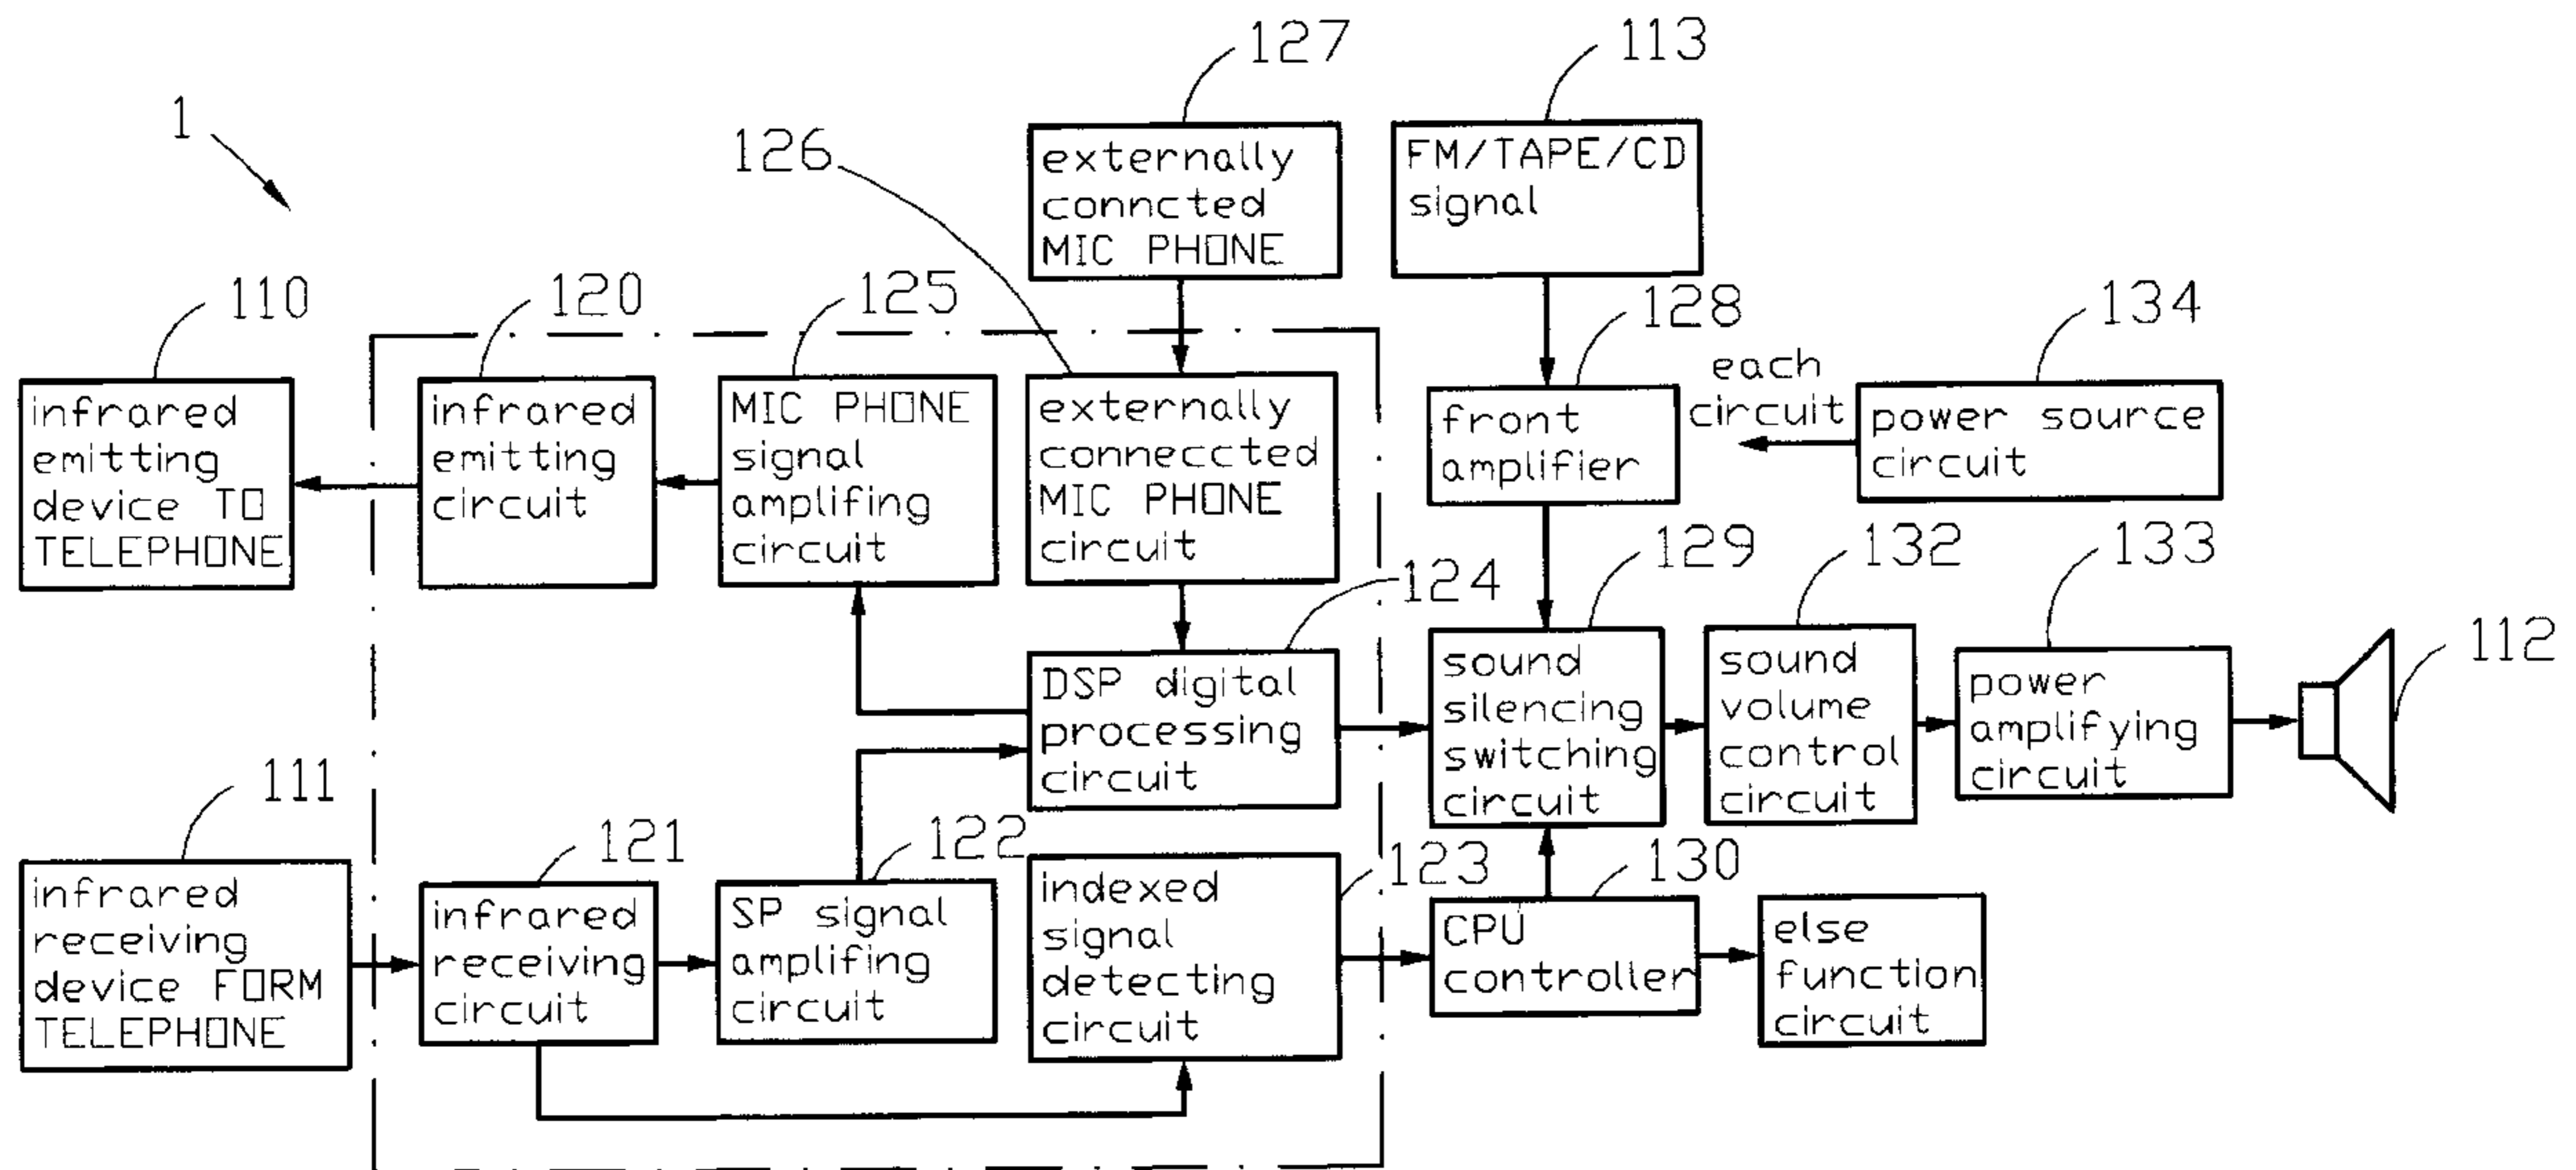 127
113
1
126
externally
conncted
MIC PHONE
FM/TAPE/CD
signal
110
120
125
128
134
infrared
emitting
device TO
TELEPHONE
infrared
emitting
circuit
MIC PHONE
signal
amplifing
circuit
externally
conneccted
MIC PHONE
circuit
front
amplifier
each
circuit
power source
circuit
124
129
132
133
112
DSP digital
processing
circuit
sound
silencing
switching
circuit
sound
volume
control
circuit
power
amplifying
circuit
111
121
122
123
130
infrared
receiving
device FORM
TELEPHONE
infrared
receiving
circuit
SP signal
amplifing
circuit
indexed
signal
detecting
circuit
CPU
controller
else
function
circuit